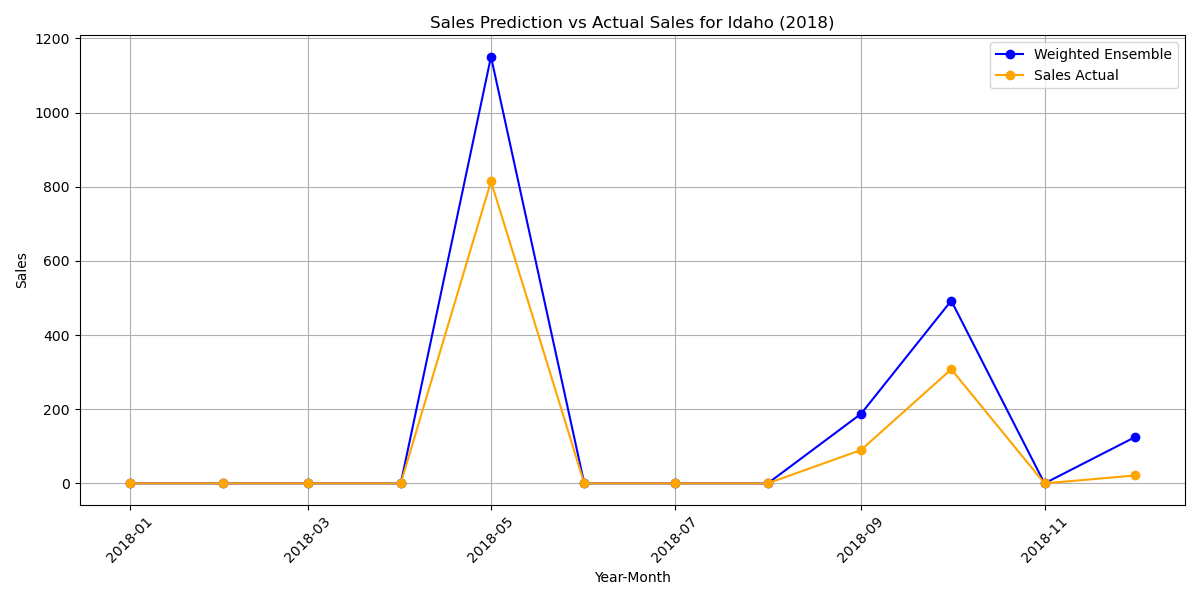 Sales Prediction vs Actual Sales for Idaho (2018)
Weighted Ensemble
Sales Actual
Sales
1200
1000
800
600
400
200
0
2018-01
2018-03
2018-05
2018-07
2018-09
2018-11
Year-Month